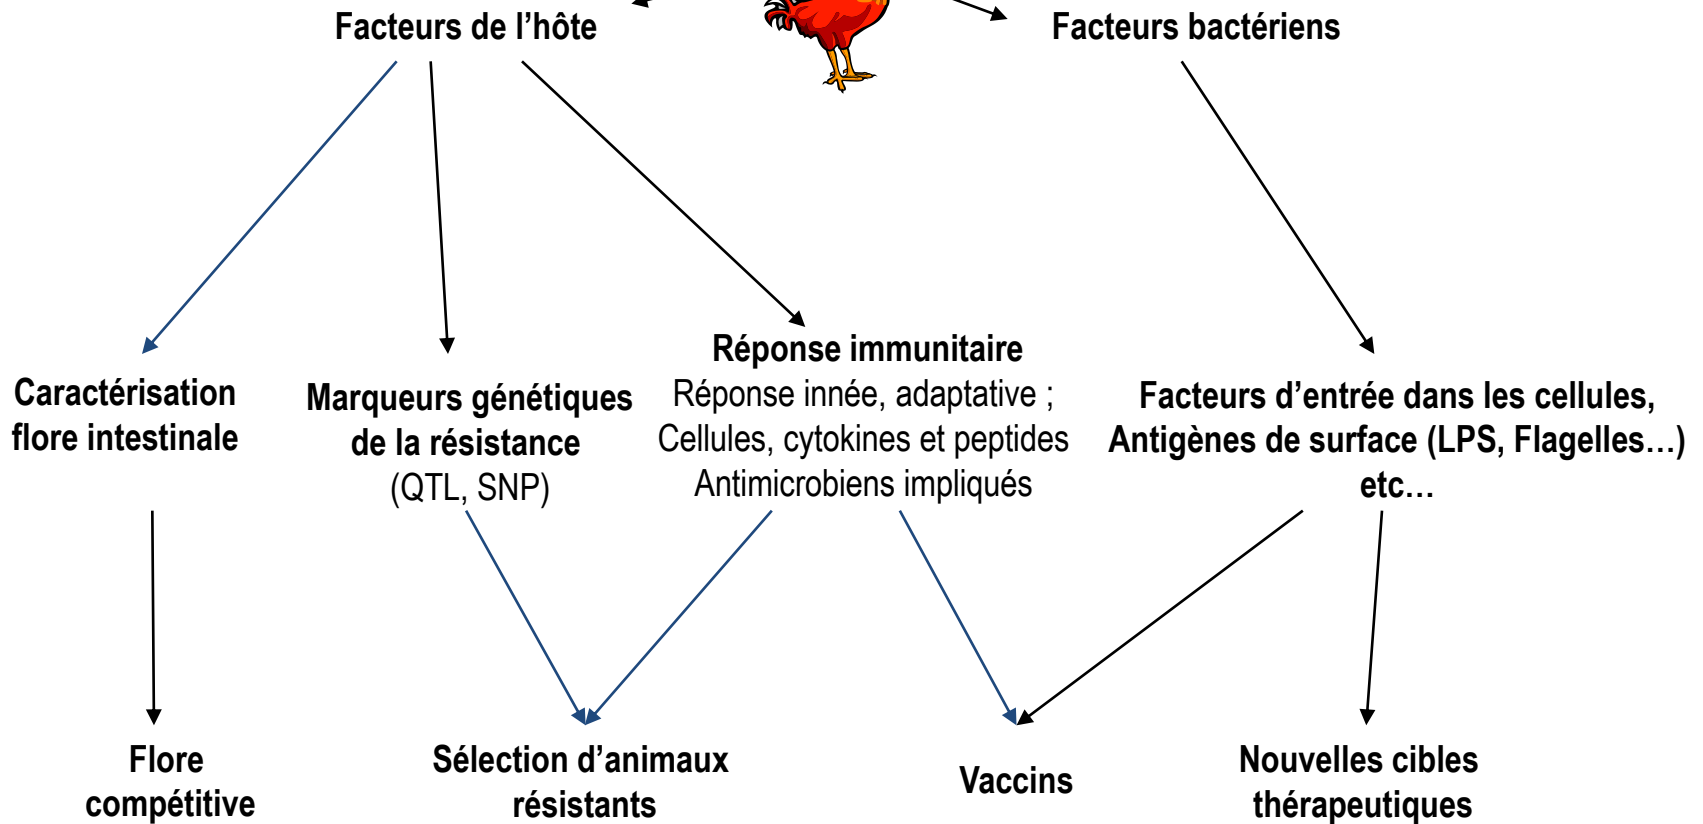 Facteurs de l’hôte
Facteurs bactériens
Caractérisation
flore intestinale
Marqueurs génétiques
de la résistance
(QTL, SNP)
Réponse immunitaire
Réponse innée, adaptative ;
Cellules, cytokines et peptides
Antimicrobiens impliqués
Facteurs d’entrée dans les cellules,
Antigènes de surface (LPS, Flagelles…)
etc…
Flore
compétitive
Sélection d’animaux
résistants
Vaccins
Nouvelles cibles
thérapeutiques